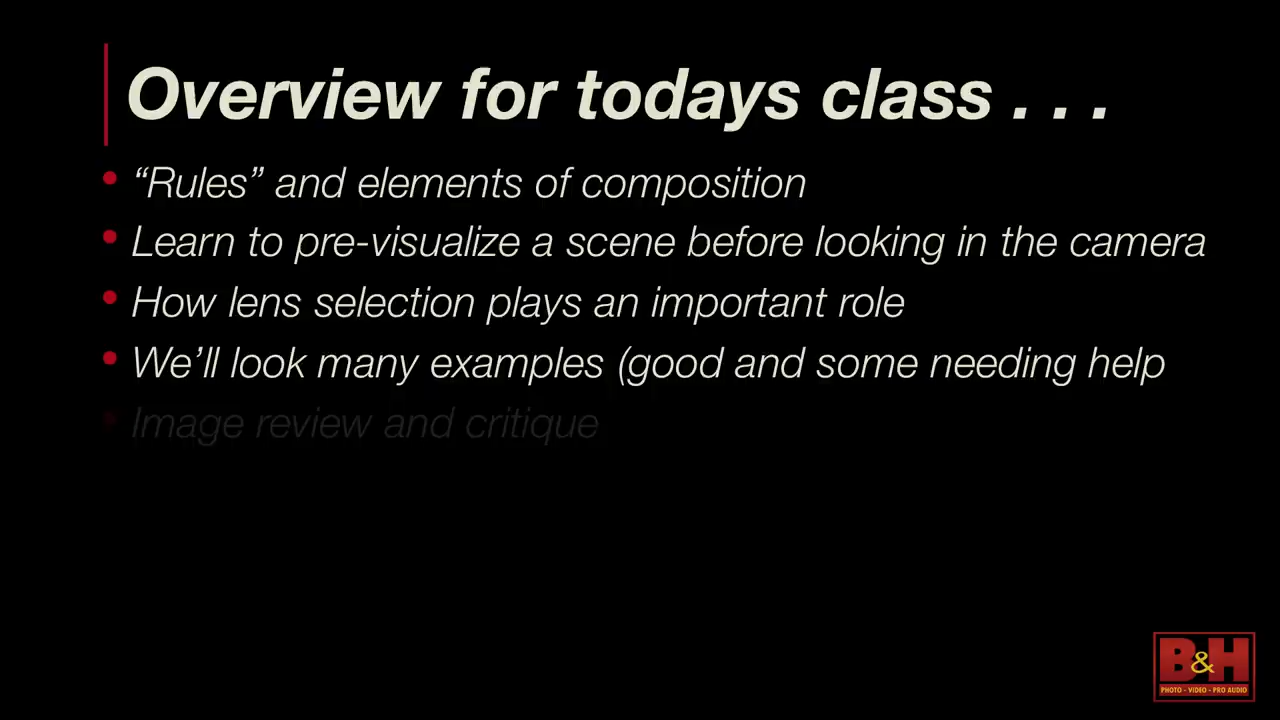 Overview for todays class . . .
“Rules” and elements of composition
Learn to pre-visualize a scene before looking in the camera
How lens selection plays an important role
We’ll look many examples (good and some needing help
Image review and critique
B&H
PHOTO - VIDEO - PRO AUDIO